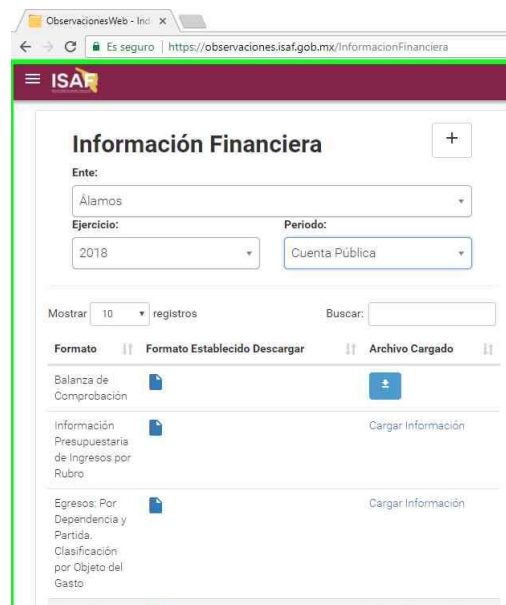 ObservacionesWeb - Ind
Es seguro | https://observaciones.isaf.gob.mx/InformacionFinanciera
ISAF
Información Financiera
+
Ente:
Álamos
Ejercicio: Periodo:
2018 Cuenta Pública
Mostrar 10 registros Buscar:
Formato Formato Establecido Descargar Archivo Cargado
Balanza de
Comprobación
Información Cargar Información
Presupuestaria
de Ingresos por
Rubro
Egresos: Por Cargar Información
Dependencia y
Partida.
Clasificación
por Objeto del
Gasto